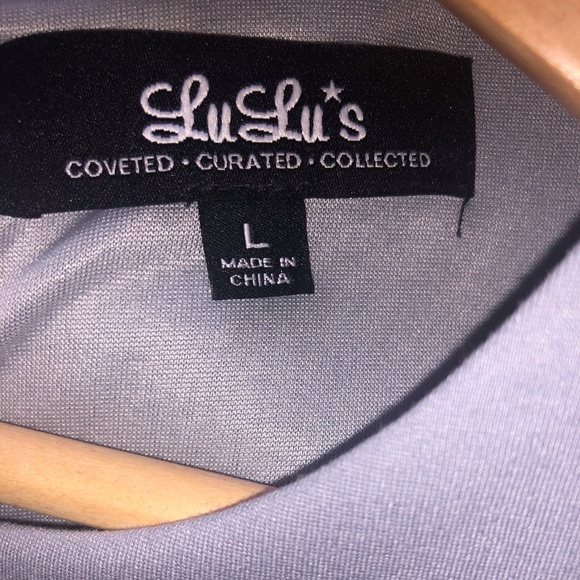 LuLu*s
COVETED · CURATED · COLLECTED
L
MADE IN
CHINA